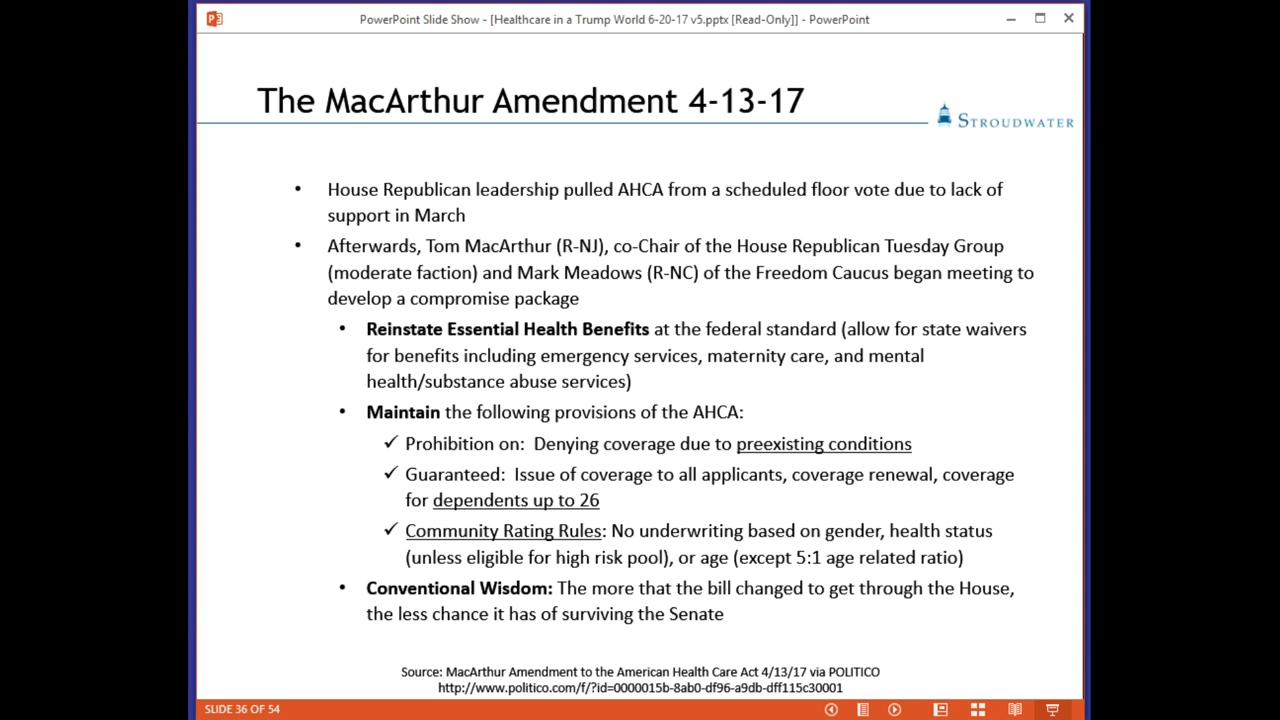 PowerPoint Slide Show - [Healthcare in a Trump World 6-20-17 v5.pptx [Read-Only]] - PowerPoint
The MacArthur Amendment 4-13-17
STROUDWATER
• House Republican leadership pulled AHCA from a scheduled floor vote due to lack of
support in March
• Afterwards, Tom MacArthur (R-NJ), co-Chair of the House Republican Tuesday Group
(moderate faction) and Mark Meadows (R-NC) of the Freedom Caucus began meeting to
develop a compromise package
• Reinstate Essential Health Benefits at the federal standard (allow for state waivers
for benefits including emergency services, maternity care, and mental
health/substance abuse services)
• Maintain the following provisions of the AHCA:
✓ Prohibition on: Denying coverage due to preexisting conditions
✓ Guaranteed: Issue of coverage to all applicants, coverage renewal, coverage
for dependents up to 26
✓ Community Rating Rules: No underwriting based on gender, health status
(unless eligible for high risk pool), or age (except 5:1 age related ratio)
• Conventional Wisdom: The more that the bill changed to get through the House,
the less chance it has of surviving the Senate
Source: MacArthur Amendment to the American Health Care Act 4/13/17 via POLITICO
http://www.politico.com/f/?id=0000015b-8ab0-df96-a9db-dff115c30001
SLIDE 36 OF 54